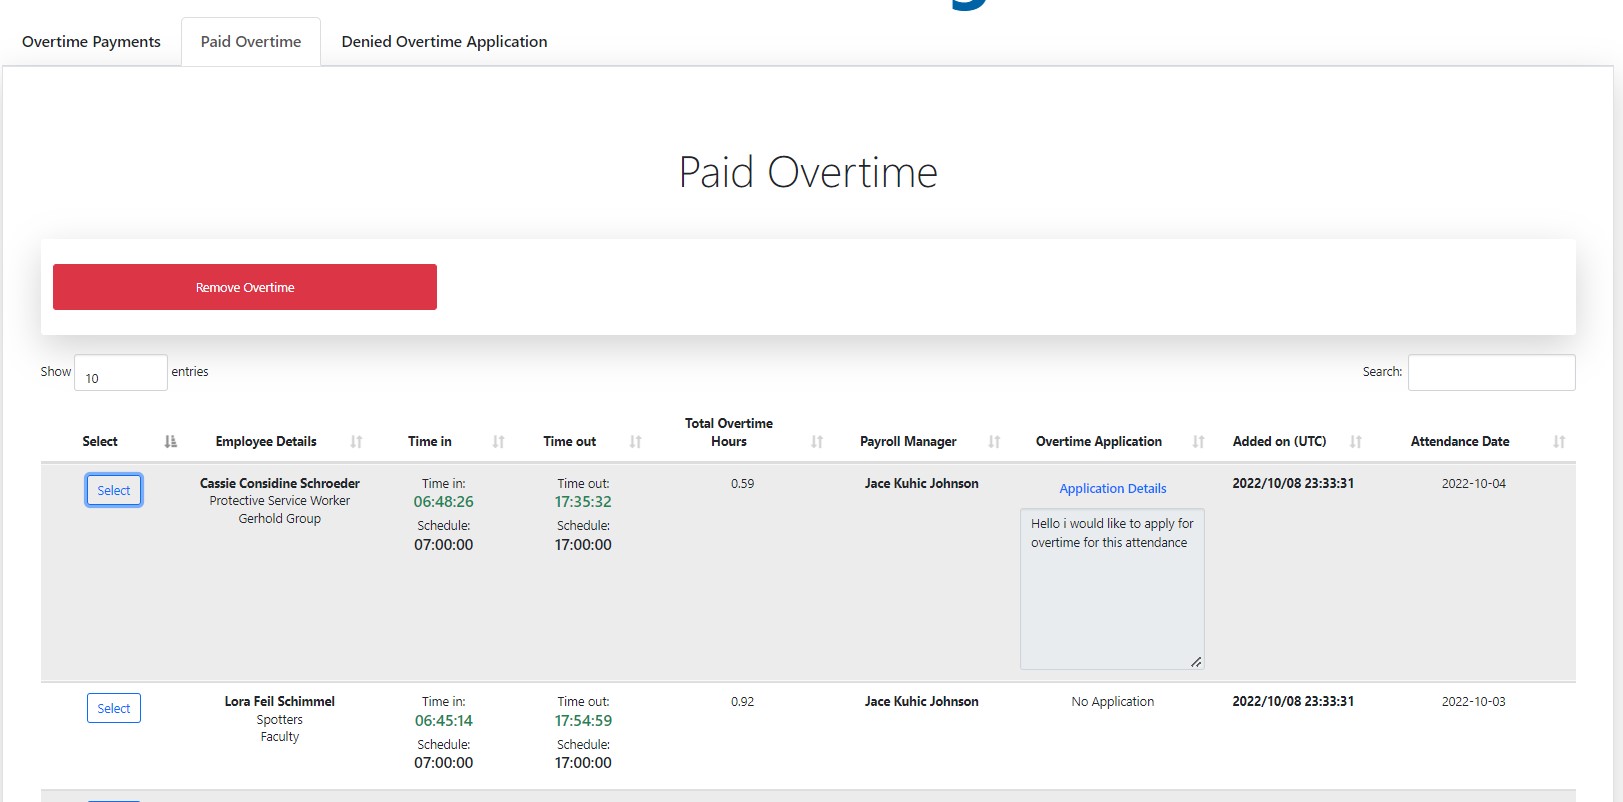 Overtime Payments Paid Overtime Denied Overtime Application
Paid Overtime
Remove Overtime
Show 10 entries Search:
Total Overtime
Select Employee Details Time in Time out Hours Payroll Manager Overtime Application Added on (UTC) Attendance Date
Select Cassie Considine Schroeder Time in: Time out: 0.59 Jace Kuhic Johnson Application Details 2022/10/08 23:33:31 2022-10-04
Protective Service Worker 06:48:26 17:35:32
Gerhold Group Schedule: Schedule: Hello i would like to apply for
07:00:00 17:00:00 overtime for this attendance
Select Lora Feil Schimmel Time in: Time out: 0.92 Jace Kuhic Johnson No Application 2022/10/08 23:33:31 2022-10-03
Spotters 06:45:14 17:54:59
Faculty Schedule: Schedule:
07:00:00 17:00:00